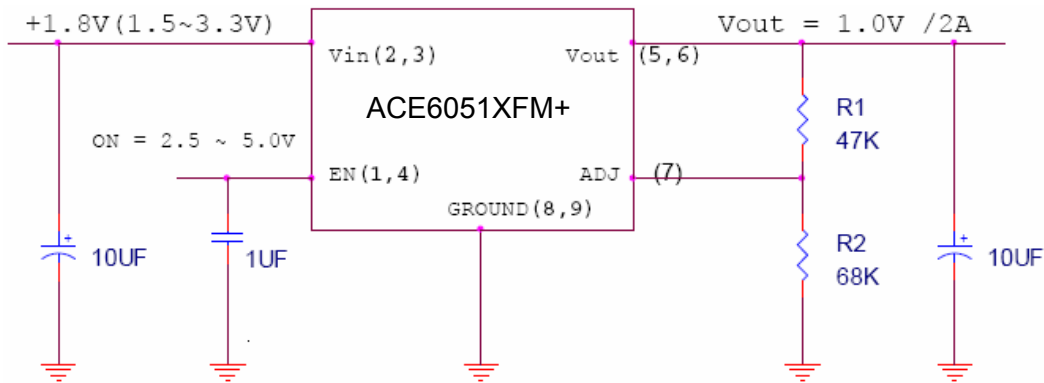 +1.8V(1.5~3.3V)
Vout = 1.0V /2A
Vin(2,3)
Vout (5,6)
ACE6051XFM+
R1
47K
ON = 2.5 ~ 5.0V
EN(1,4)
ADJ (7)
GROUND(8,9)
R2
68K
+
10UF
1UF
+
10UF